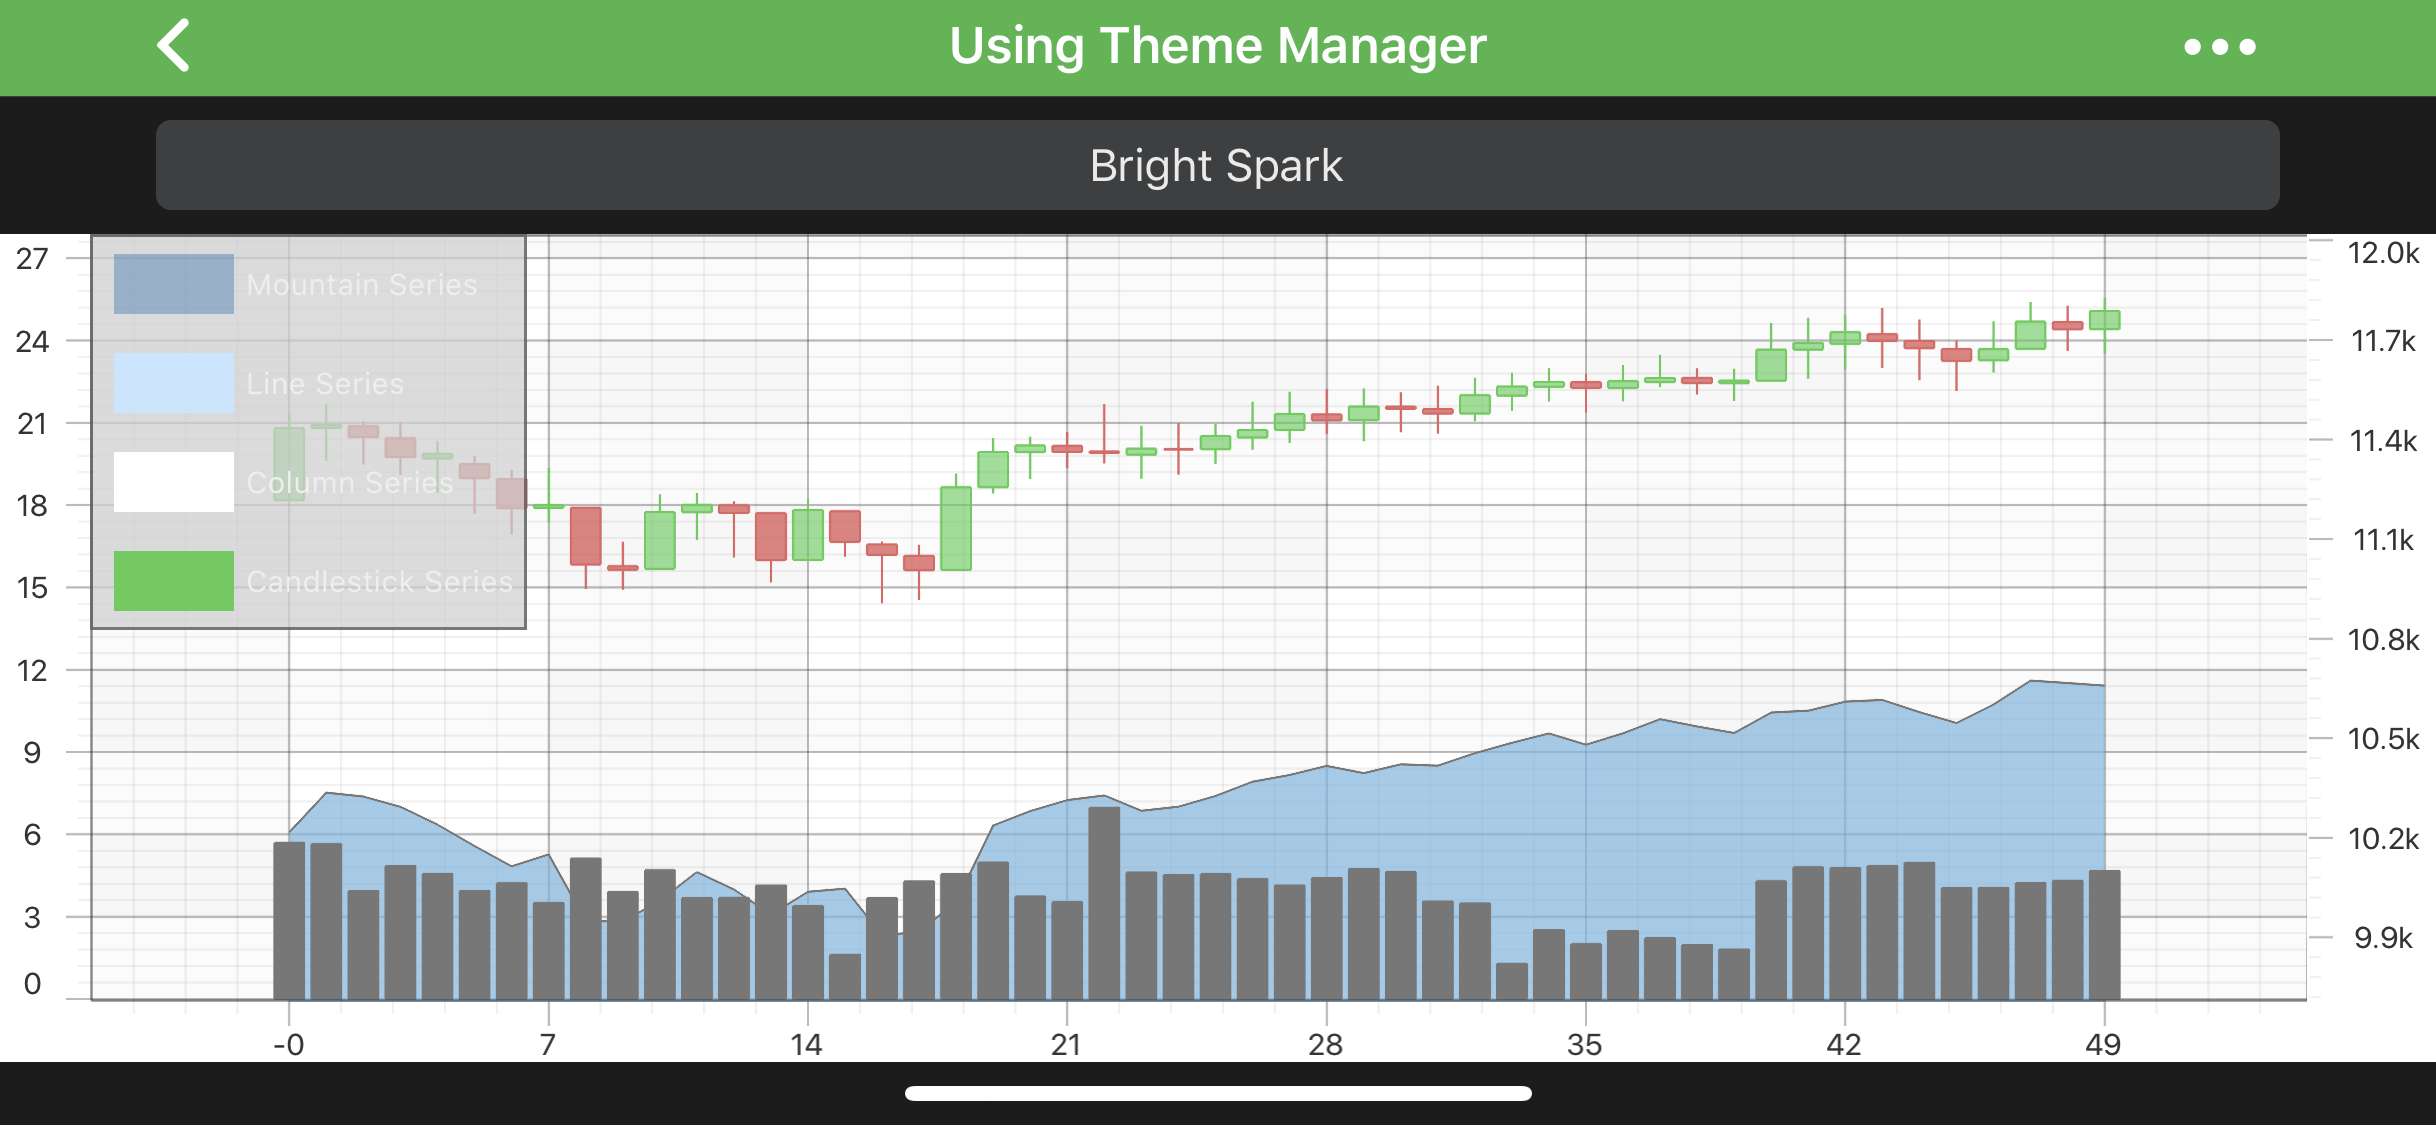 Using Theme Manager
Bright Spark
Mountain Series
Line Series
Column Series
Candlestick Series
27
24
21
18
15
12
9
6
3
0
12.0k
11.7k
11.4k
11.1k
10.8k
10.5k
10.2k
9.9k
-0 7 14 21 28 35 42 49